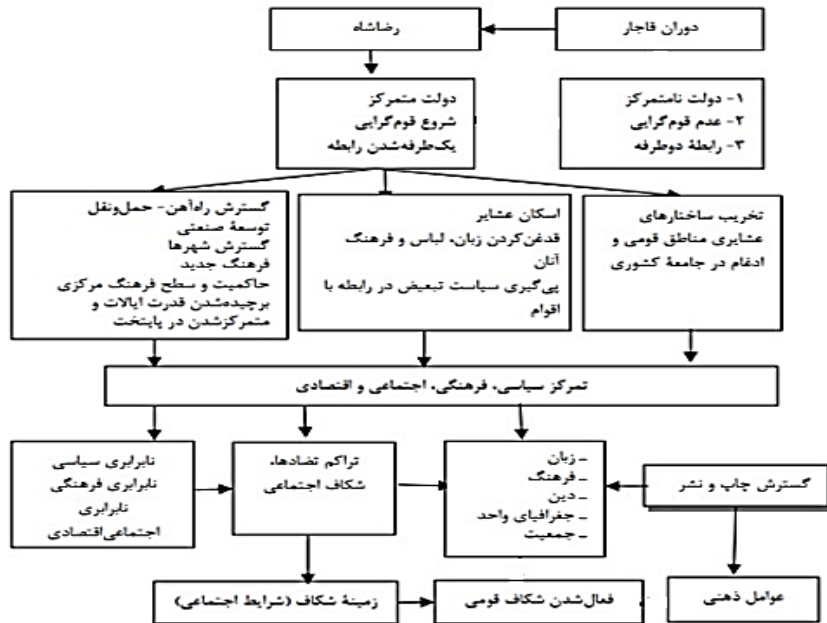 دوران قاجار
رضاشاه
۱- دولت نامتمرکز
۲- عدم قوم‌گرایی
۳- رابطهٔ دوطرفه
دولت متمرکز
شروع قوم‌گرایی
یک‌طرفه‌شدن رابطه
تخریب ساختارهای
عشایری مناطق قومی و
ادغام در جامعهٔ کشوری
اسکان عشایر
قدغن‌کردن زبان، لباس و فرهنگ
آنان
پی‌گیری سیاست تبعیض در رابطه با
اقوام
گسترش راه‌آهن- حمل‌ونقل
توسعهٔ صنعتی
گسترش شهرها
فرهنگ جدید
حاکمیت و سطح فرهنگ مرکزی
برچیده‌شدن قدرت ایالات و
متمرکزشدن در پایتخت
تمرکز سیاسی، فرهنگی، اجتماعی و اقتصادی
گسترش چاپ و نشر
_ زبان
_ فرهنگ
_ دین
_ جغرافیای واحد
_ جمعیت
تراکم تضادها،
شکاف اجتماعی
نابرابری سیاسی
نابرابری فرهنگی
نابرابری
اجتماعی‌اقتصادی
عوامل ذهنی
فعال‌شدن شکاف قومی
زمینهٔ شکاف (شرایط اجتماعی)